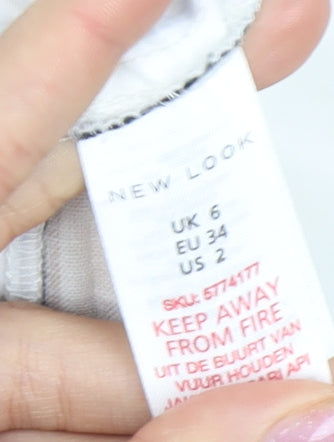 NEW LOOK
UK 6
EU 34
US 2
SKU: 5774177
KEEP AWAY
FROM FIRE
UIT DE BUURT VAN
VUUR HOUDEN
API